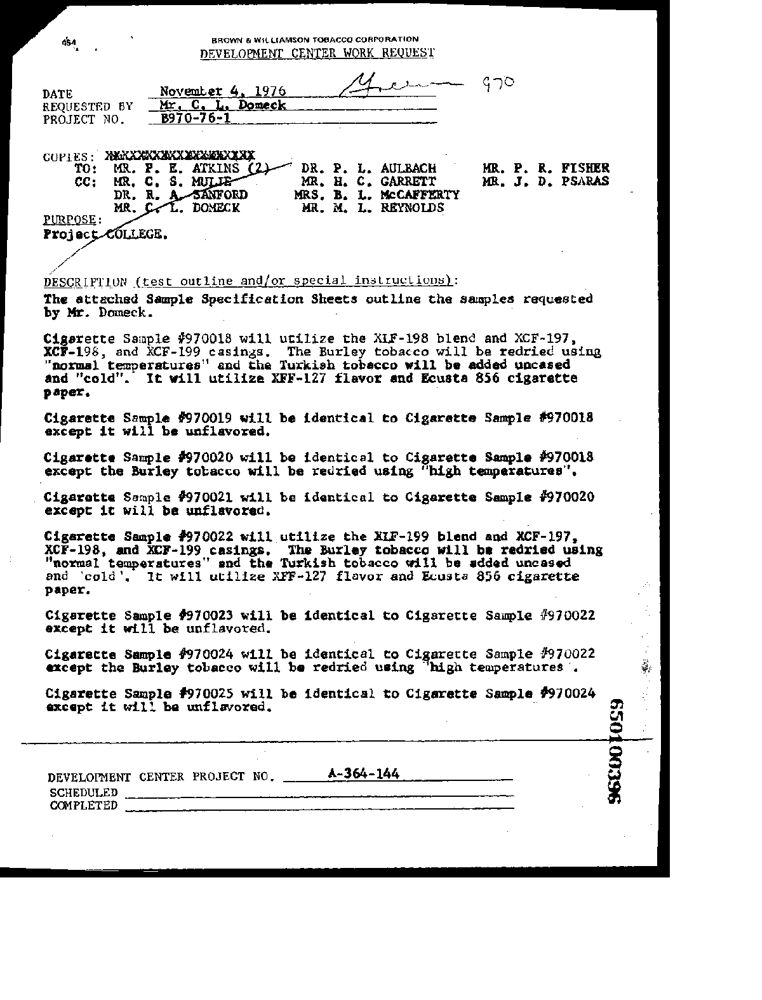 464
BROWN & WILLIAMSON TOBACCO CORPORATION
DEVELOPMENT CENTER WORK REQUEST
970
DATE November 4, 1976
REQUESTED BY Mr. C. L. Domeck
PROJECT NO. B970-76-1
COPIES:
TO: MR. P. E. ATKINS (2) DR. P. L. AULBACH MR. P. R. FISHER
CC: MR. C. S. MULIE MR. H. C. GARRETT MR. J. D. PSARAS
DR. R. A. SANFORD MRS. B. L. McCAFFERTY
MR. C. L. DOMECK MR. M. L. REYNOLDS
PURPOSE:
Project COLLEGE.
DESCRIPTION (test outline and/or special instructions):
The attached Sample Specification Sheets outline the samples requested
by Mr. Domeck.
Cigarette Sample #970018 will utilize the XLF-198 blend and XCF-197,
XCF-198, and XCF-199 casings. The Burley tobacco will be redried using
"normal temperatures" and the Turkish tobacco will be added uncased
and "cold". It will utilize XFF-127 flavor and Ecusta 856 cigarette
paper.
Cigarette Sample #970019 will be identical to Cigarette Sample #970018
except it will be unflavored.
Cigarette Sample #970020 will be identical to Cigarette Sample #970018
except the Burley tobacco will be redried using "high temperatures".
Cigarette Sample #970021 will be identical to Cigarette Sample #970020
except it will be unflavored.
Cigarette Sample #970022 will utilize the XLF-199 blend and XCF-197,
XCF-198, and XCF-199 casings. The Burley tobacco will be redried using
"normal temperatures" and the Turkish tobacco will be added uncased
and 'cold'. It will utilize XFF-127 flavor and Ecusta 856 cigarette
paper.
Cigarette Sample #970023 will be identical to Cigarette Sample #970022
except it will be unflavored.
Cigarette Sample #970024 will be identical to Cigarette Sample #970022
except the Burley tobacco will be redried using "high temperatures".
Cigarette Sample #970025 will be identical to Cigarette Sample #970024
except it will be unflavored.
650100396
DEVELOPMENT CENTER PROJECT NO. A-364-144
SCHEDULED
COMPLETED